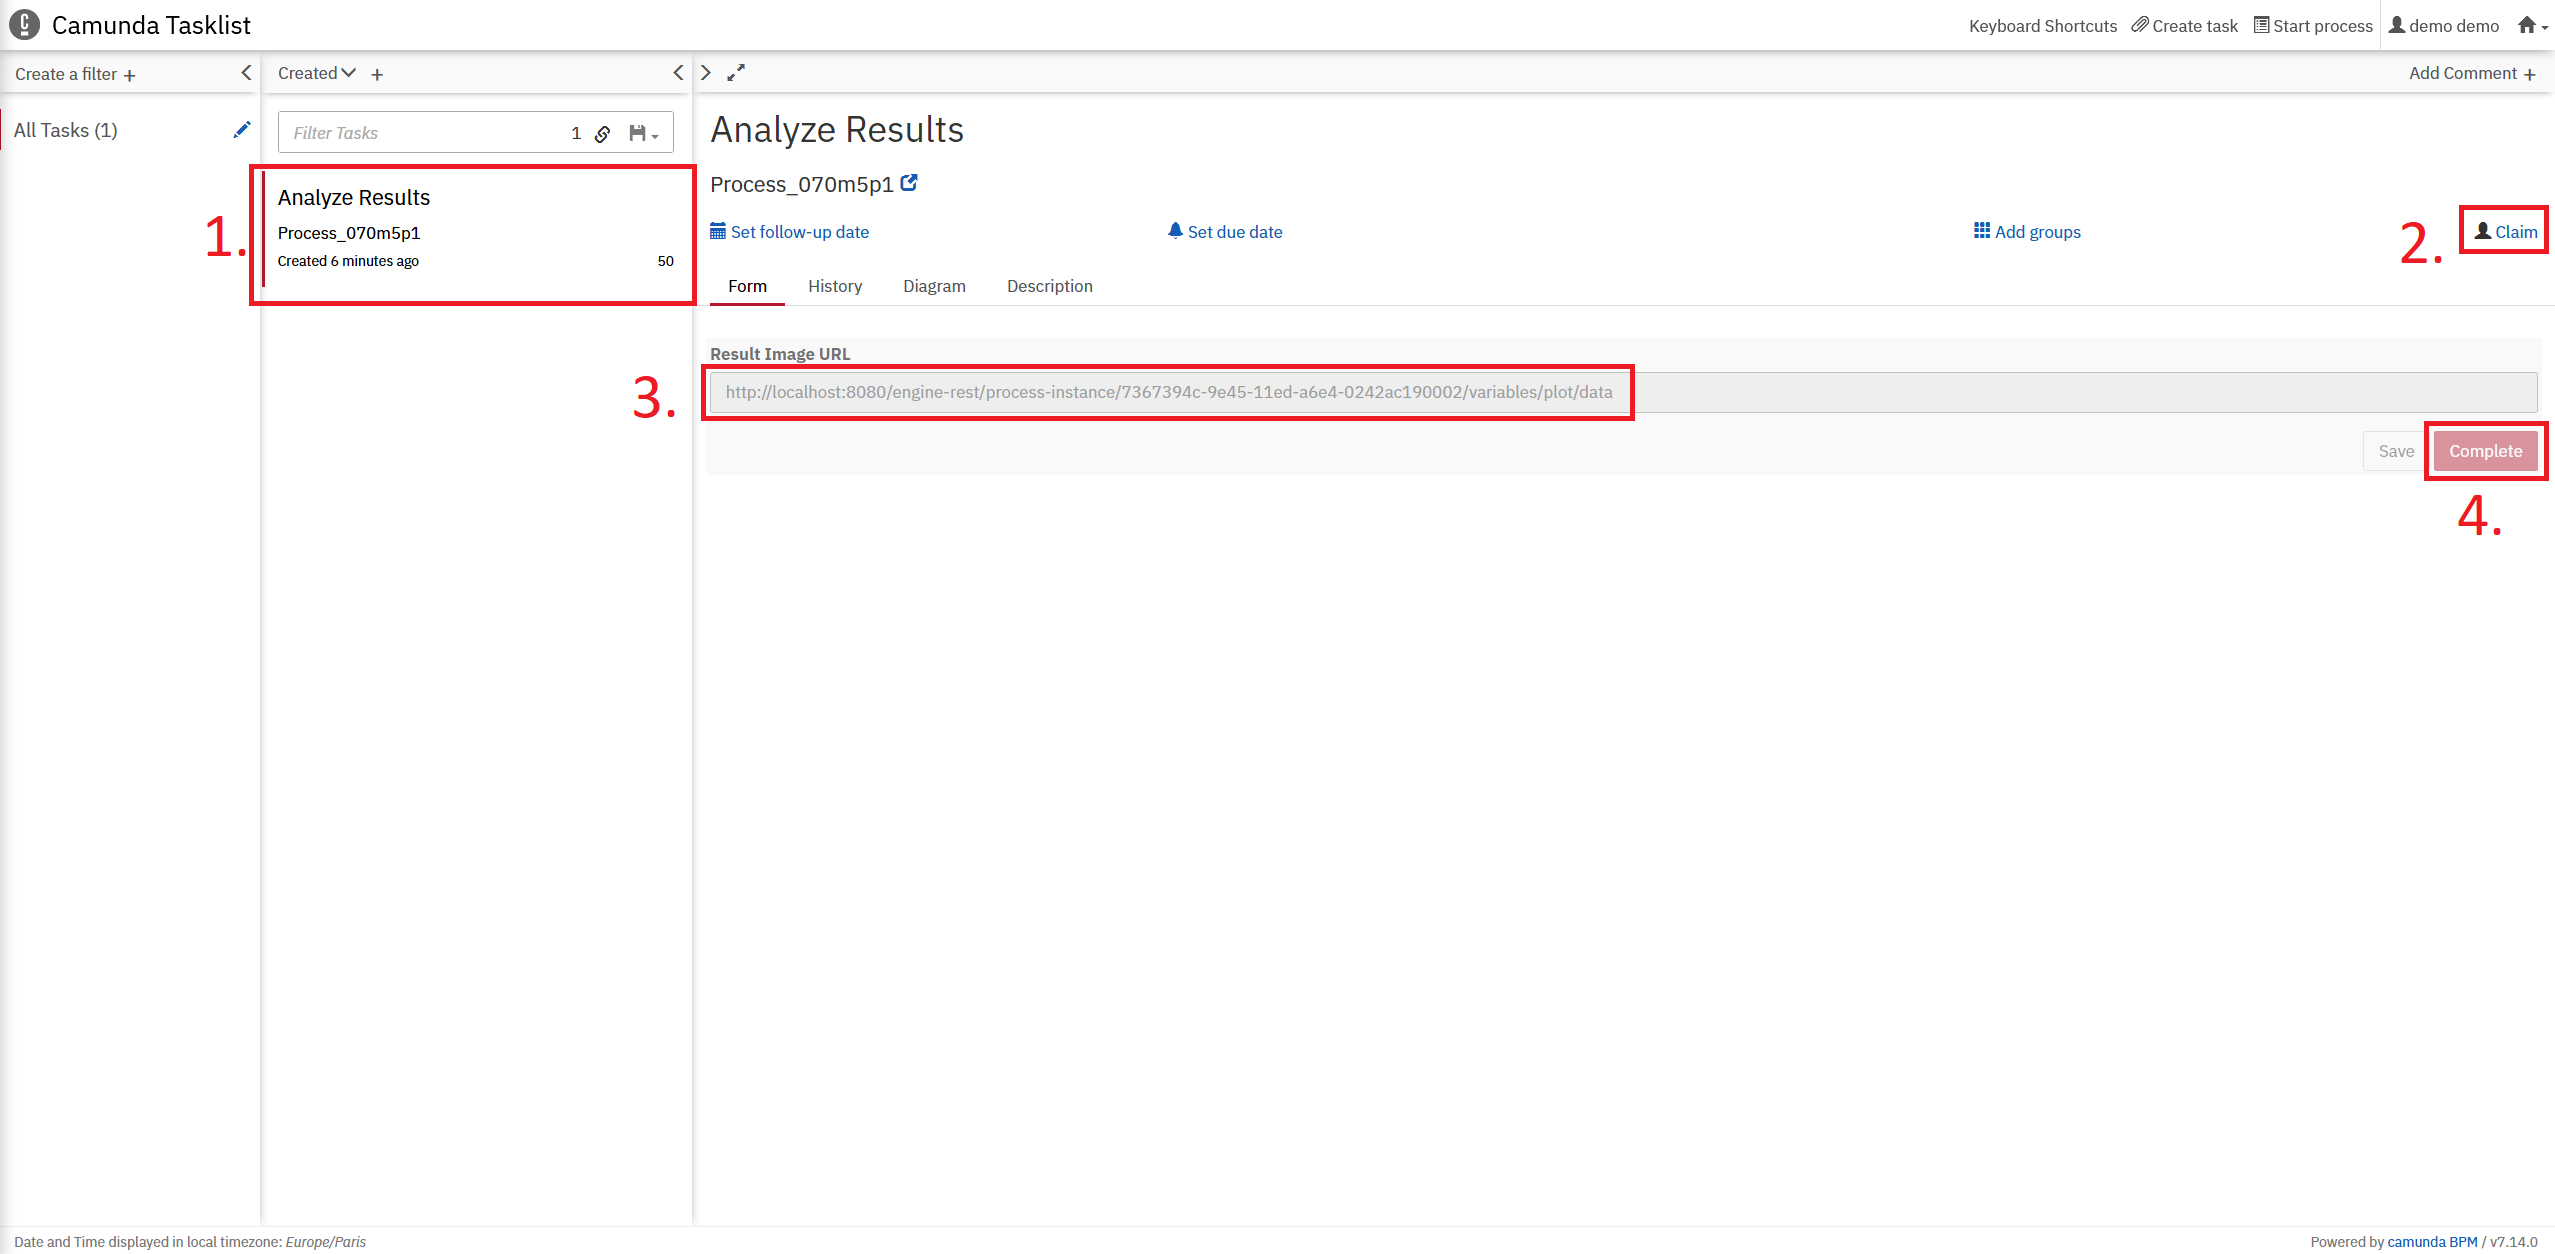 Camunda Tasklist
Keyboard Shortcuts Create task Start process demo demo
Create a filter +
Created +
Add Comment +
All Tasks (1)
Filter Tasks 1
1.
Analyze Results
Process_070m5p1
Created 6 minutes ago 50
Analyze Results
Process_070m5p1
Set follow-up date Set due date Add groups 2. Claim
Form History Diagram Description
Result Image URL
3. http://localhost:8080/engine-rest/process-instance/7367394c-9e45-11ed-a6e4-0242ac190002/variables/plot/data
Save Complete
4.
Date and Time displayed in local timezone: Europe/Paris
Powered by camunda BPM / v7.14.0